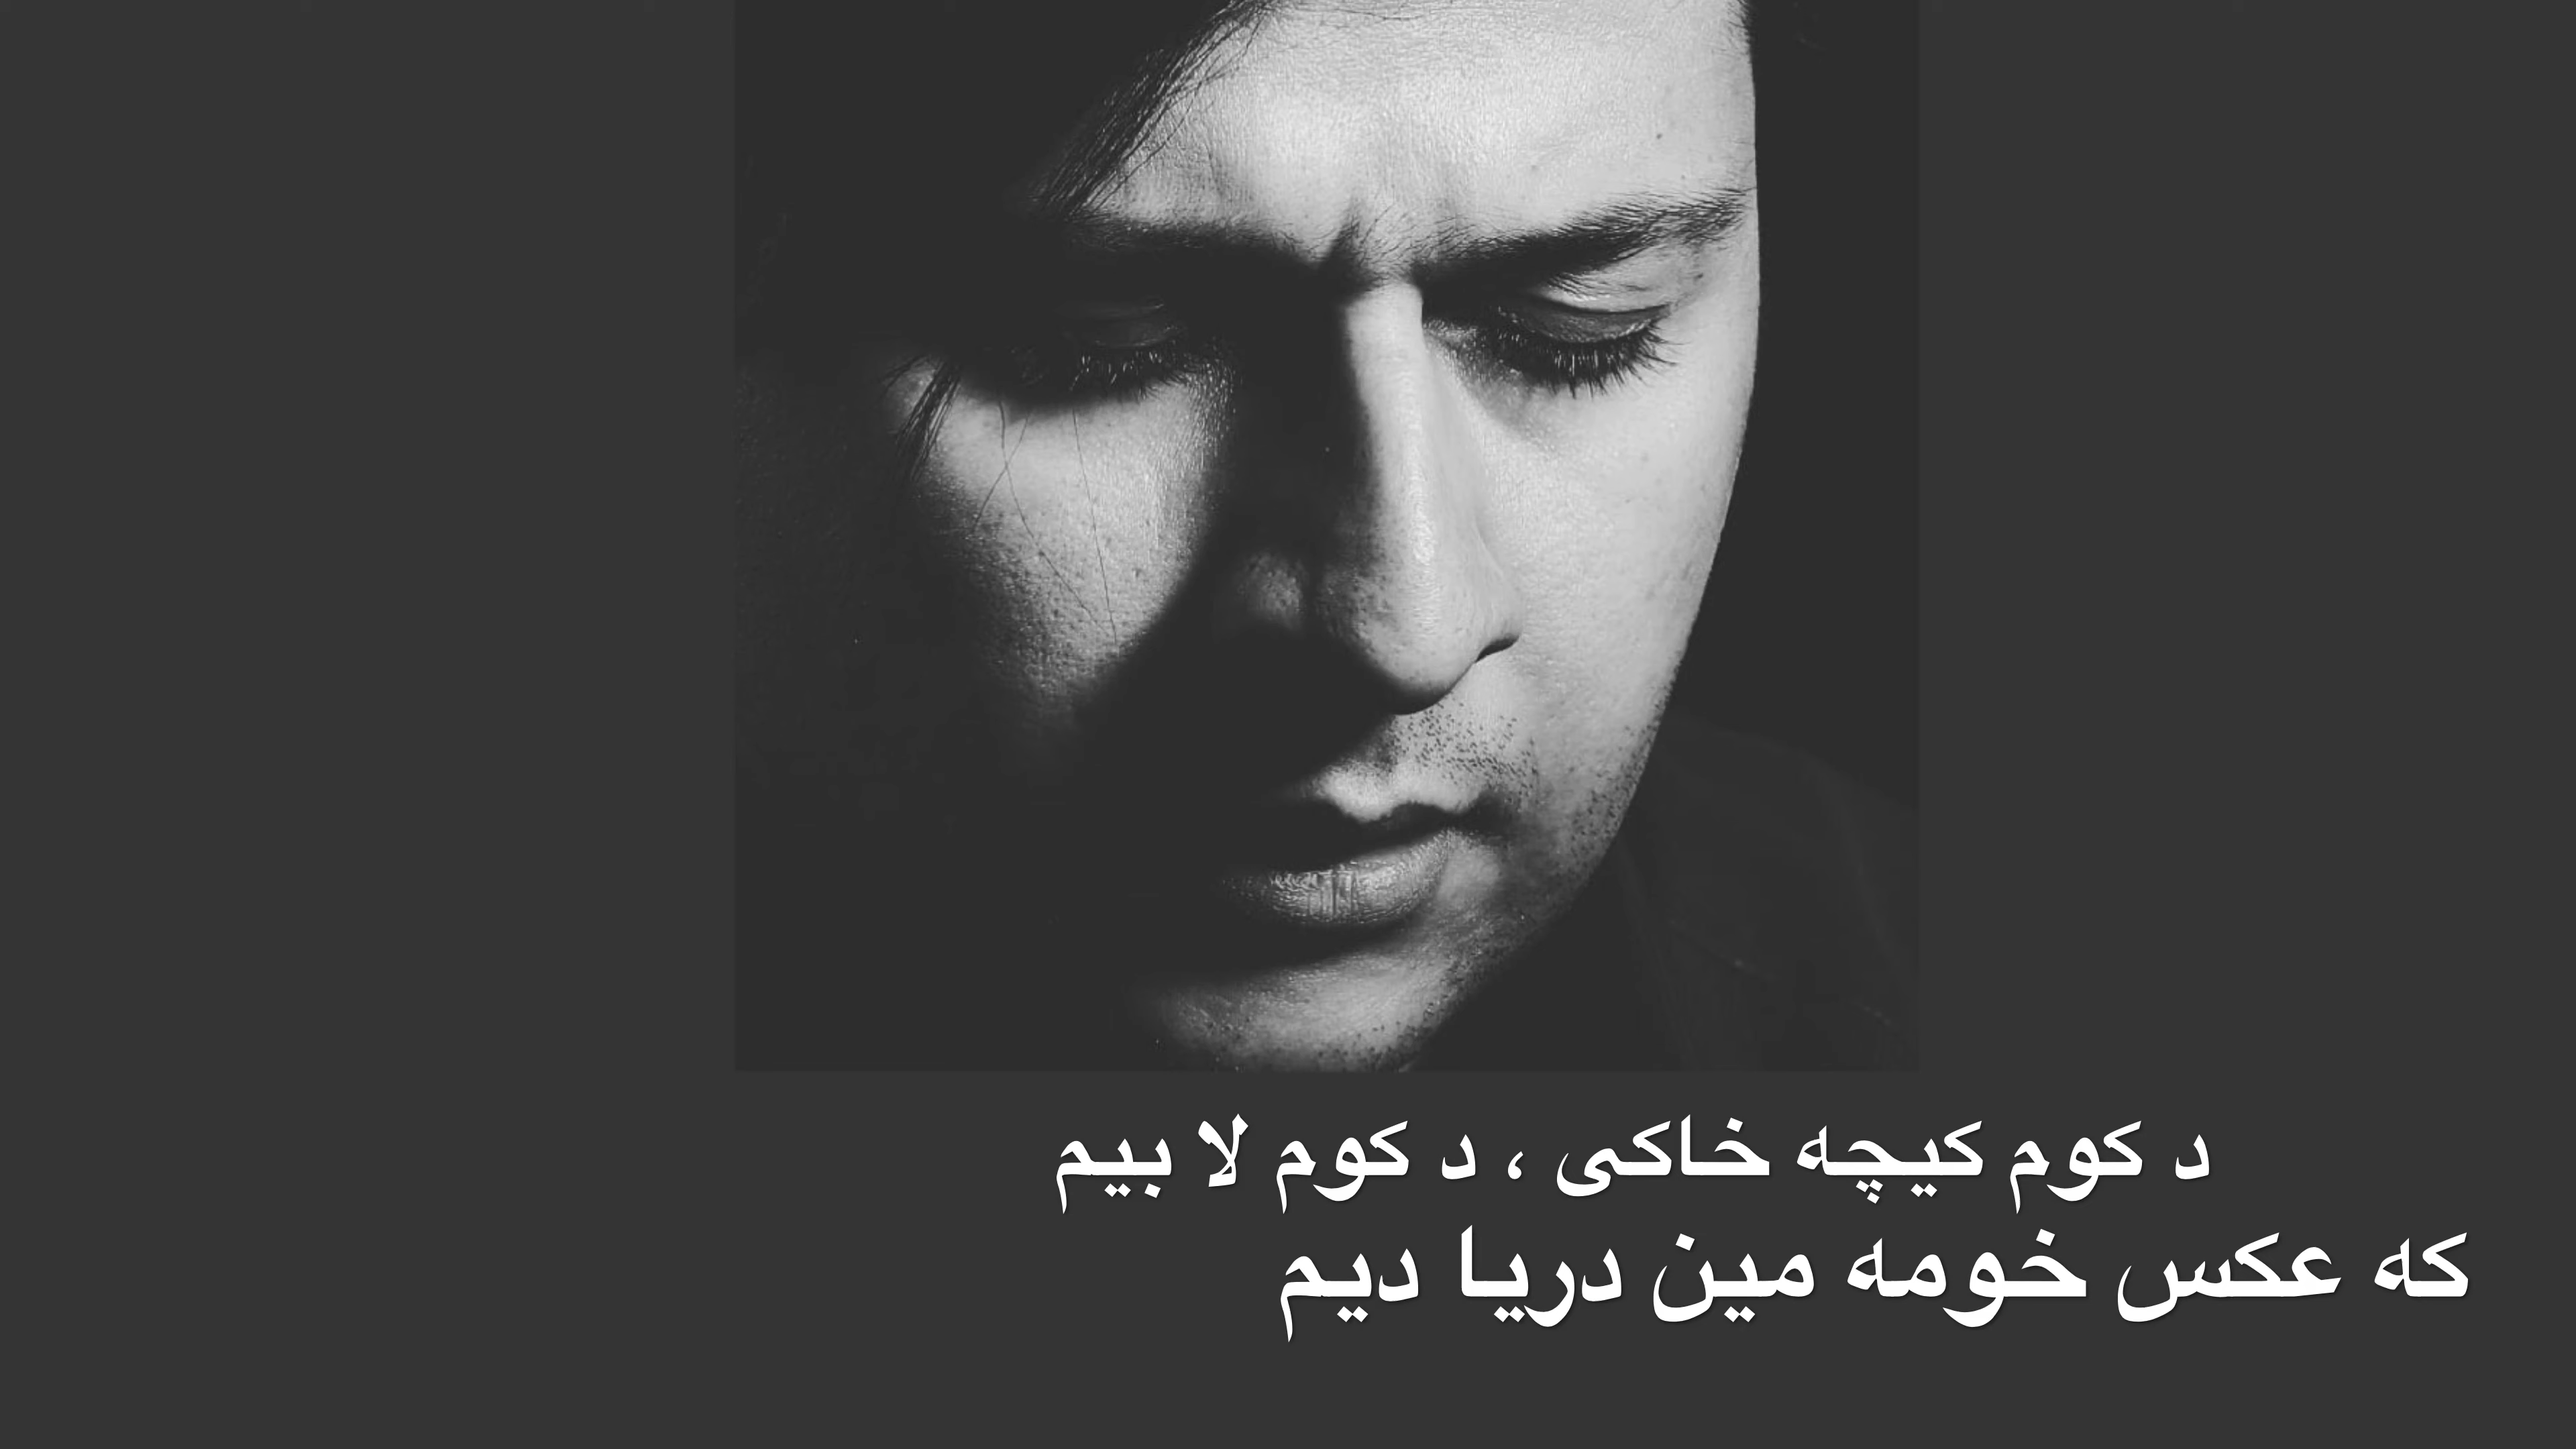 د کوم کیچه خاکی ، د کوم لا بیم
که عکس خومه مین دریا دیم